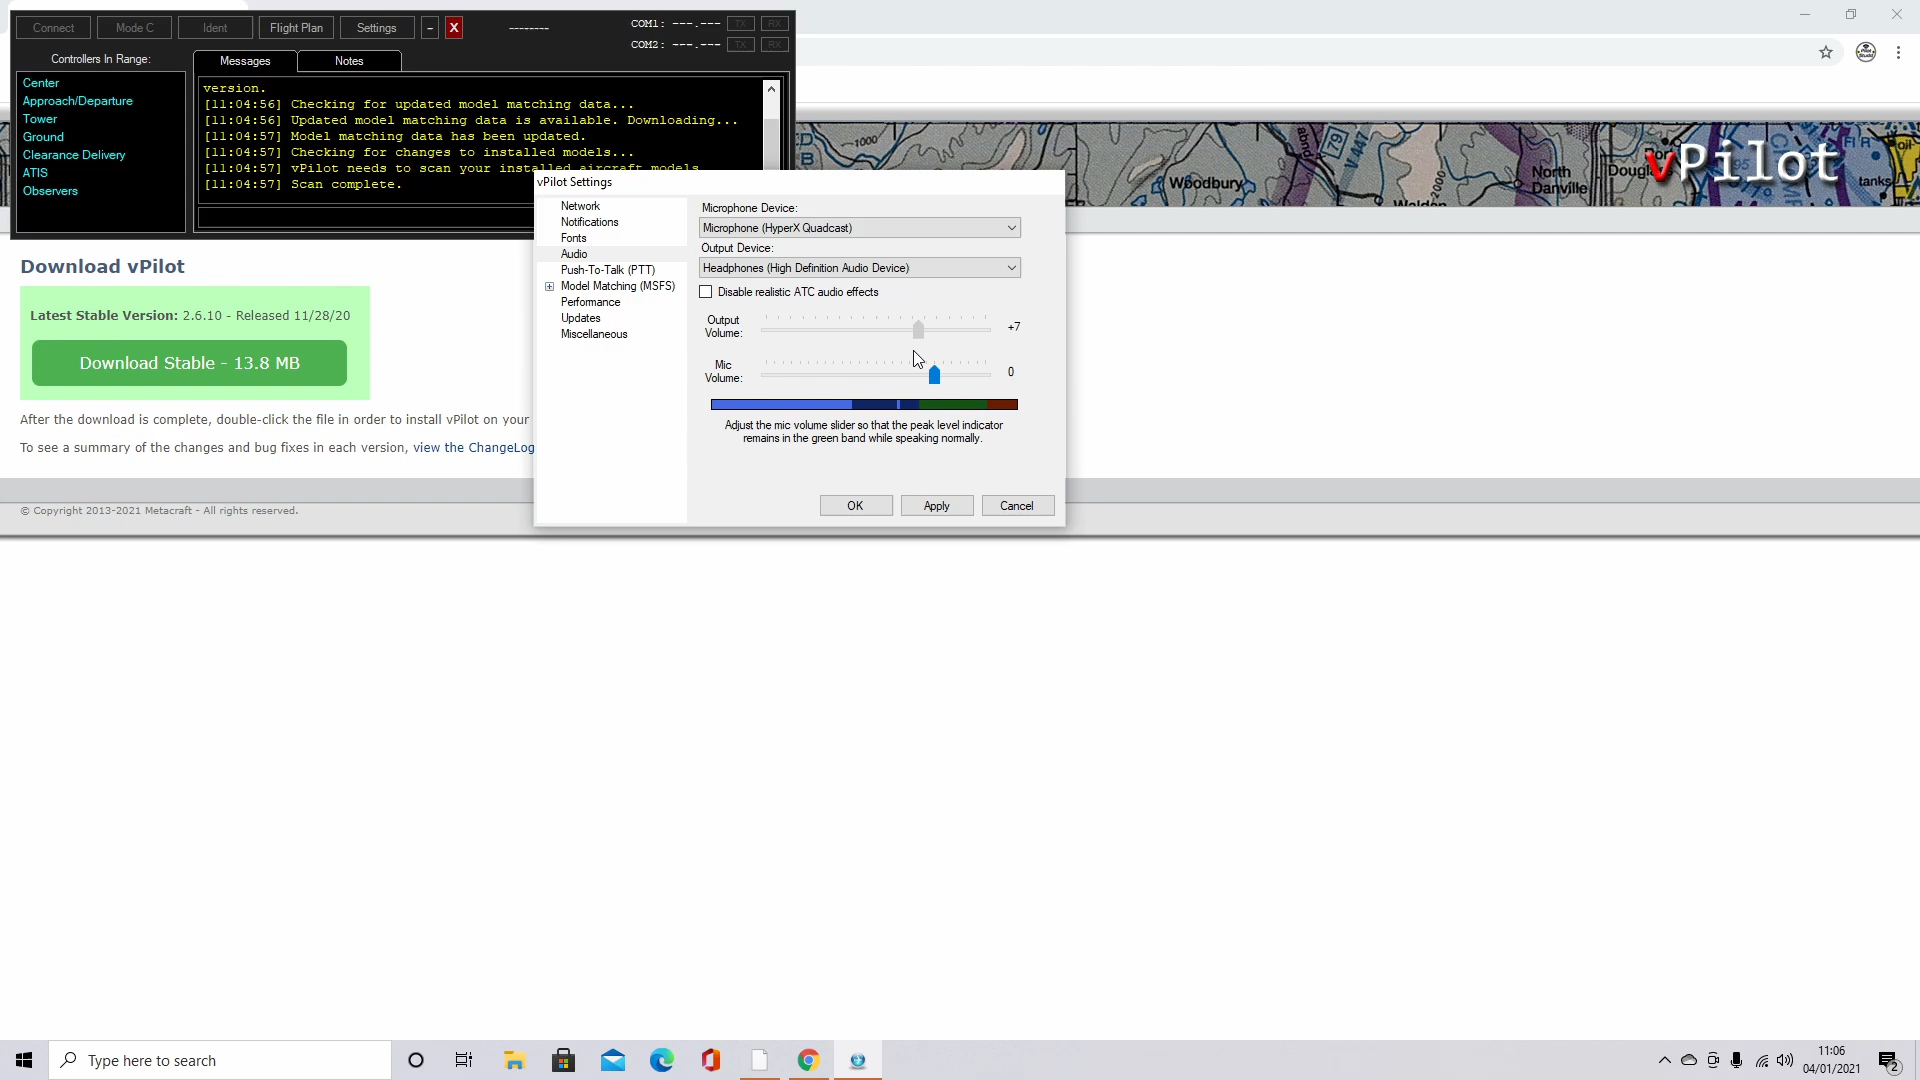 Connect
Mode C
Ident
Flight Plan
Settings
-
X
--------
COM1: ---.---
TX
RX
COM2: ---.---
TX
RX
Controllers In Range:
Messages
Notes
Center
Approach/Departure
Tower
Ground
Clearance Delivery
ATIS
Observers
version.
[11:04:56] Checking for updated model matching data...
[11:04:56] Updated model matching data is available. Downloading...
[11:04:57] Model matching data has been updated.
[11:04:57] Checking for changes to installed models...
[11:04:57] vPilot needs to scan your installed aircraft models
[11:04:57] Scan complete.
1000
79
V-A447
2000
Woodbury
North
Danville
Walden
vPilot
tanks
vPilot Settings
Network
Notifications
Fonts
Audio
Push-To-Talk (PTT)
Model Matching (MSFS)
Performance
Updates
Miscellaneous
Microphone Device:
Microphone (HyperX Quadcast)
Output Device:
Headphones (High Definition Audio Device)
Disable realistic ATC audio effects
Output
Volume:
+7
Mic
Volume:
0
Adjust the mic volume slider so that the peak level indicator
remains in the green band while speaking normally.
OK
Apply
Cancel
Download vPilot
Latest Stable Version: 2.6.10 - Released 11/28/20
Download Stable - 13.8 MB
After the download is complete, double-click the file in order to install vPilot on your
To see a summary of the changes and bug fixes in each version, view the ChangeLog
© Copyright 2013-2021 Metacraft - All rights reserved.
Type here to search
11:06
04/01/2021
2